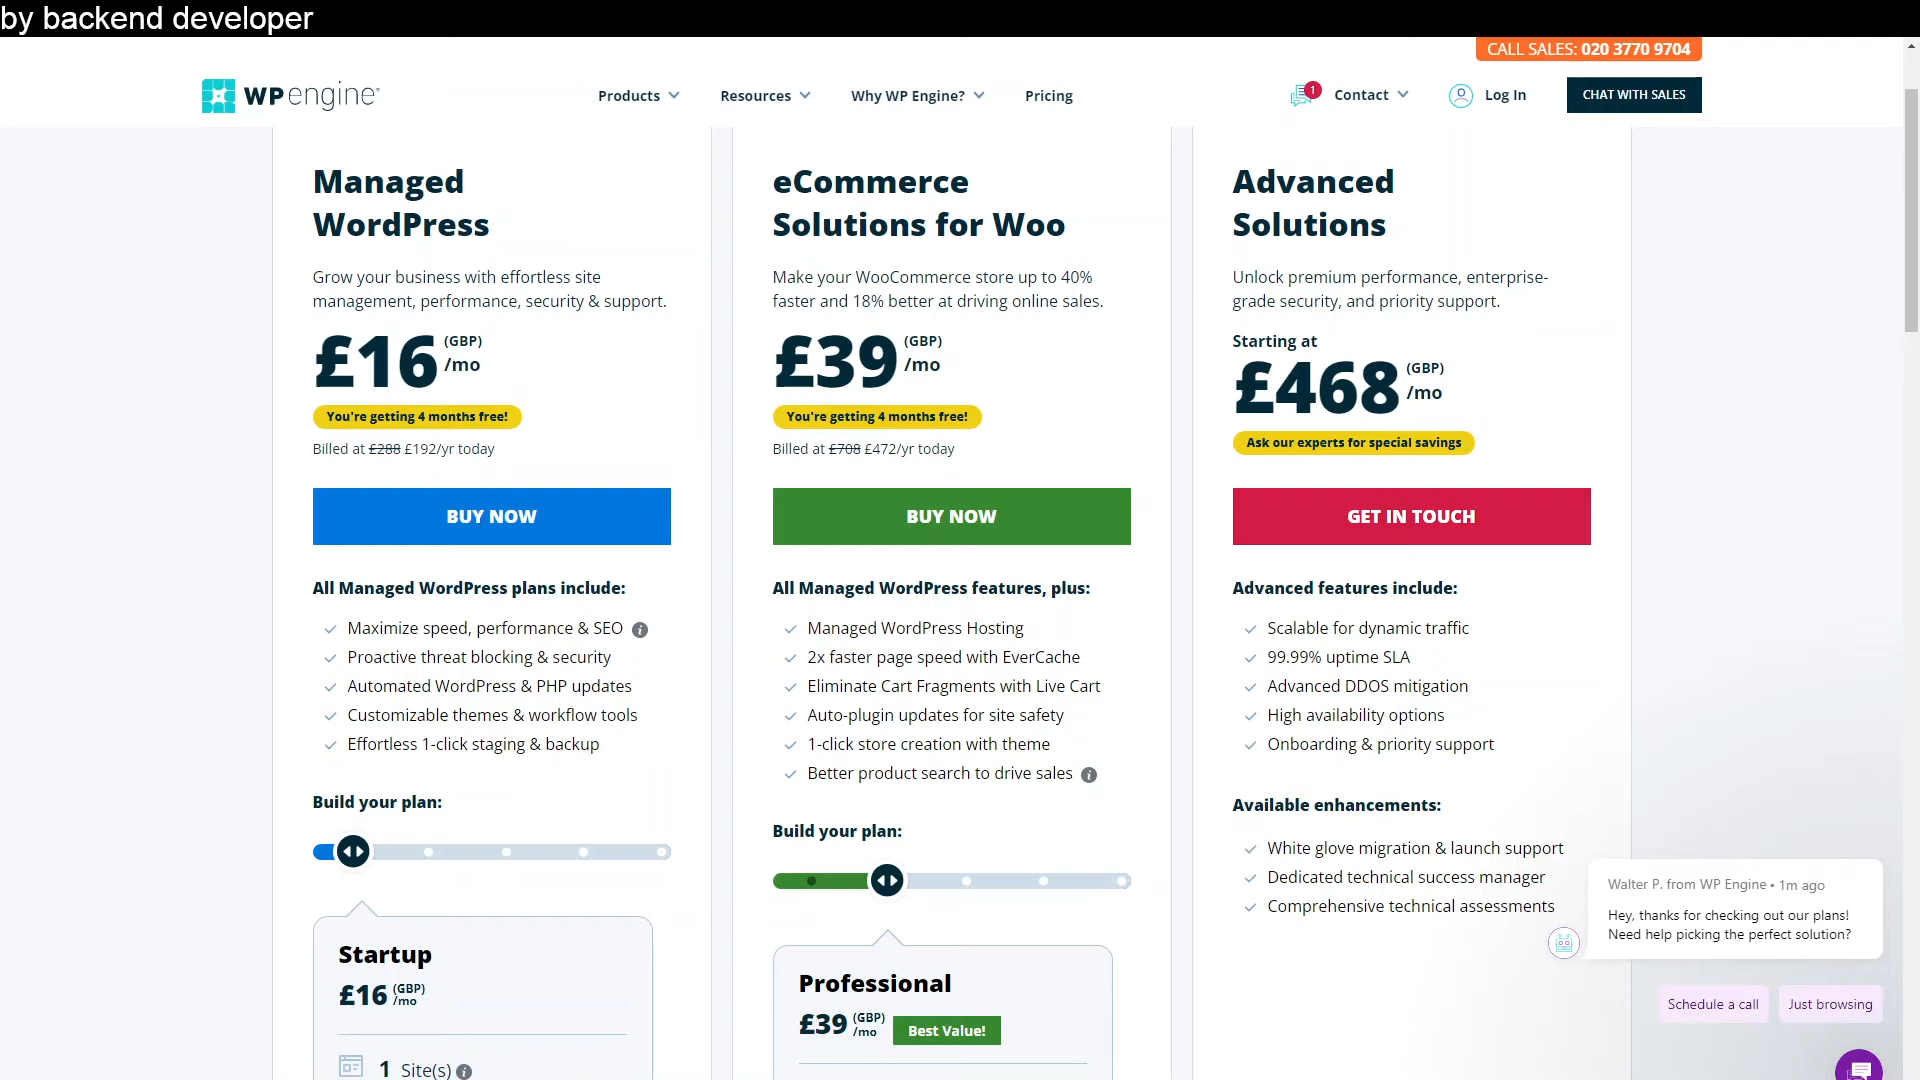 by backend developer
CALL SALES: 020 3770 9704
WP engine
Products
Resources
Why WP Engine?
Pricing
1
Contact
Log In
CHAT WITH SALES
Managed
WordPress
Grow your business with effortless site
management, performance, security & support.
£16 (GBP)
/mo
You're getting 4 months free!
Billed at £288 £192/yr today
BUY NOW
All Managed WordPress plans include:
Maximize speed, performance & SEO
Proactive threat blocking & security
Automated WordPress & PHP updates
Customizable themes & workflow tools
Effortless 1-click staging & backup
Build your plan:
Startup
£16 (GBP)
/mo
1 Site(s)
eCommerce
Solutions for Woo
Make your WooCommerce store up to 40%
faster and 18% better at driving online sales.
£39 (GBP)
/mo
You're getting 4 months free!
Billed at £708 £472/yr today
BUY NOW
All Managed WordPress features, plus:
Managed WordPress Hosting
2x faster page speed with EverCache
Eliminate Cart Fragments with Live Cart
Auto-plugin updates for site safety
1-click store creation with theme
Better product search to drive sales
Build your plan:
Professional
£39 (GBP)
/mo
Best Value!
Advanced
Solutions
Unlock premium performance, enterprise-
grade security, and priority support.
Starting at
£468 (GBP)
/mo
Ask our experts for special savings
GET IN TOUCH
Advanced features include:
Scalable for dynamic traffic
99.99% uptime SLA
Advanced DDOS mitigation
High availability options
Onboarding & priority support
Available enhancements:
White glove migration & launch support
Dedicated technical success manager
Comprehensive technical assessments
Walter P. from WP Engine • 1m ago
Hey, thanks for checking out our plans!
Need help picking the perfect solution?
Schedule a call
Just browsing